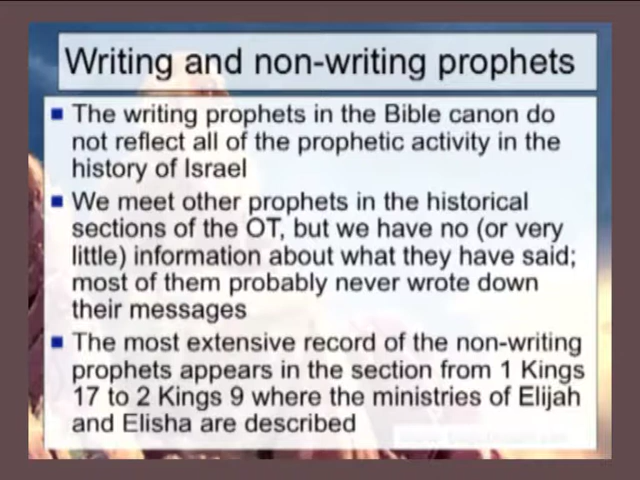 Writing and non-writing prophets
The writing prophets in the Bible canon do
not reflect all of the prophetic activity in the
history of Israel
We meet other prophets in the historical
sections of the OT, but we have no (or very
little) information about what they have said;
most of them probably never wrote down
their messages
The most extensive record of the non-writing
prophets appears in the section from 1 Kings
17 to 2 Kings 9 where the ministries of Elijah
and Elisha are described